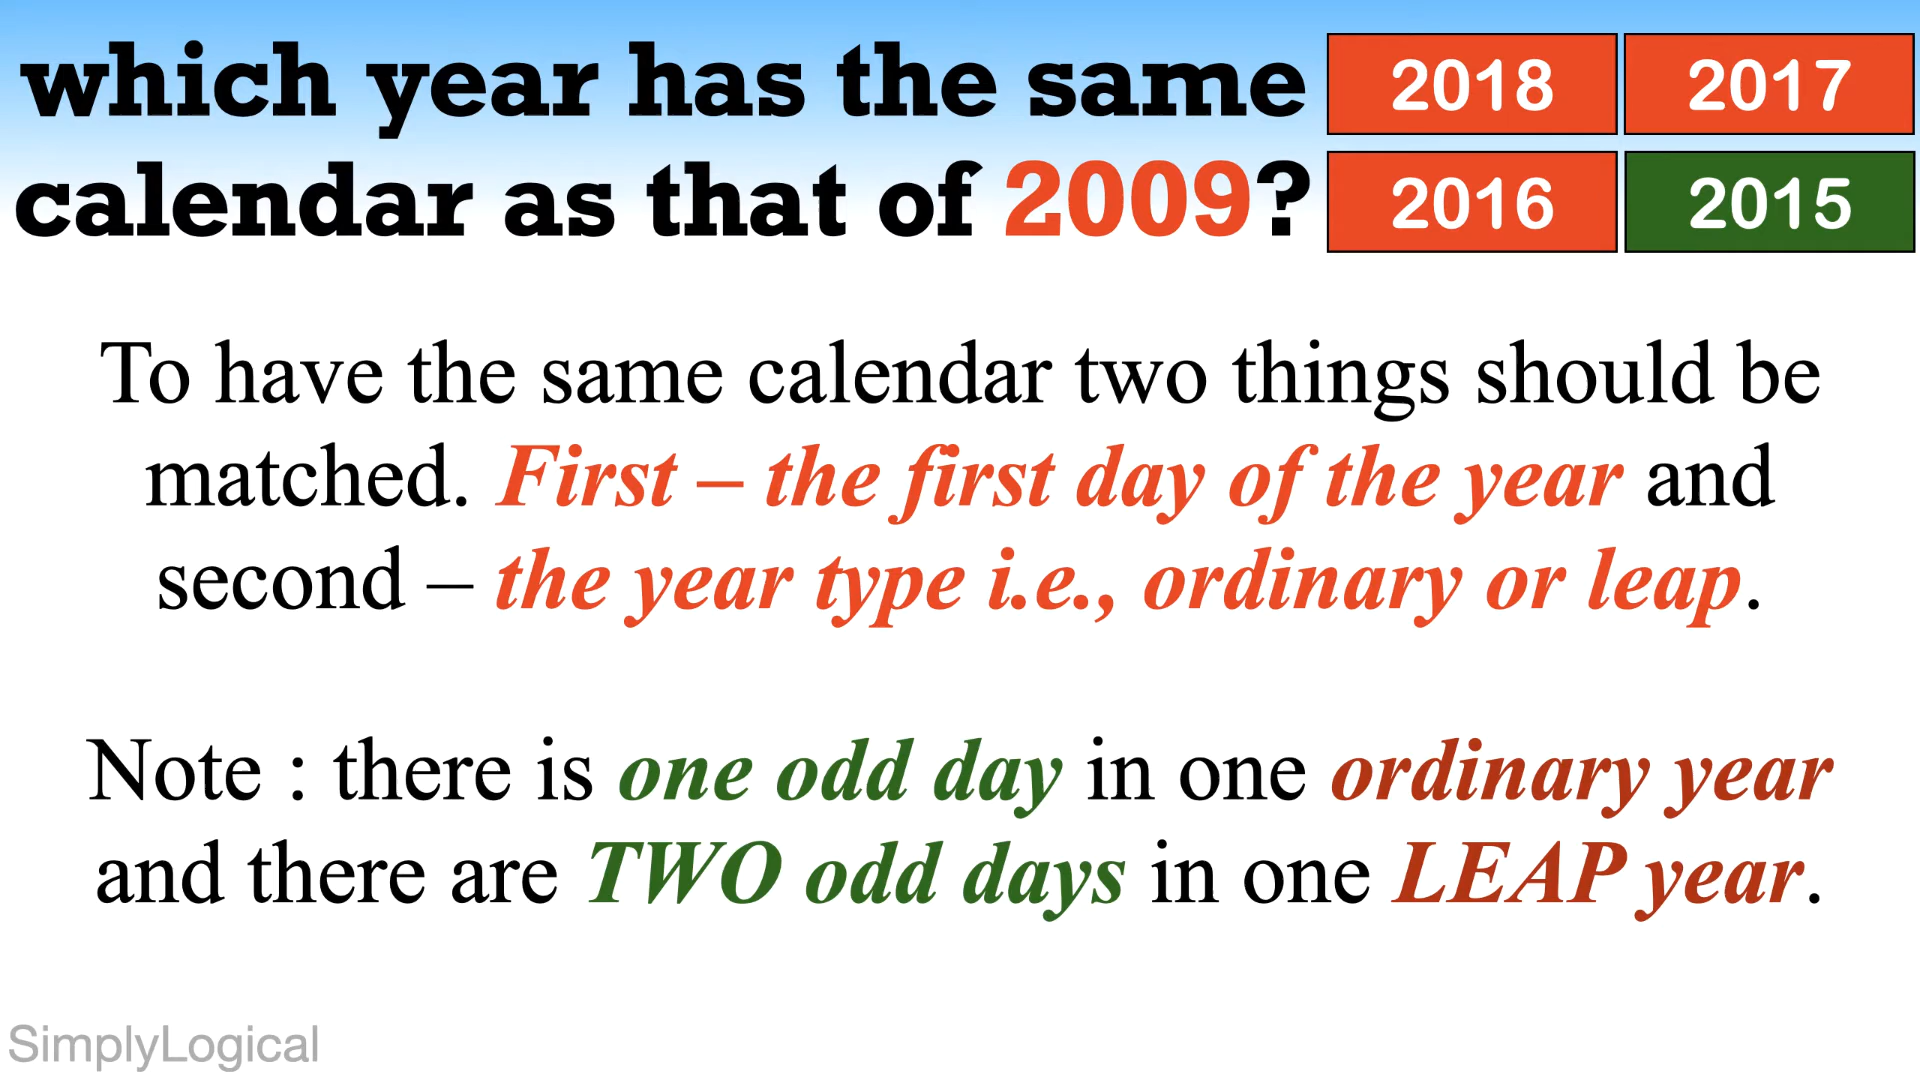 which year has the same
calendar as that of 2009?
2018
2017
2016
2015
To have the same calendar two things should be
matched. First – the first day of the year and
second – the year type i.e., ordinary or leap.
Note : there is one odd day in one ordinary year
and there are TWO odd days in one LEAP year.
SimplyLogical